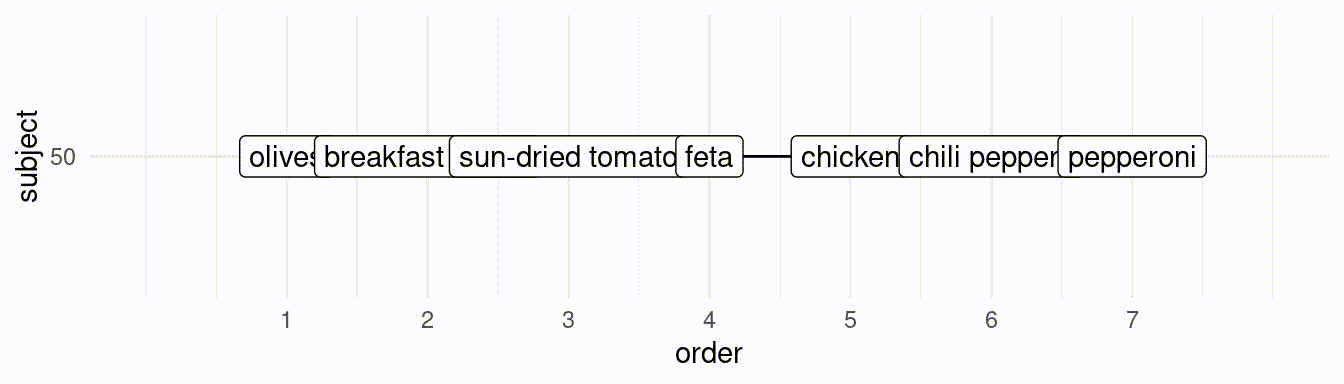 subject
50
olives breakfast sun-dried tomato feta chicken chili pepper pepperoni
1 2 3 4 5 6 7
order